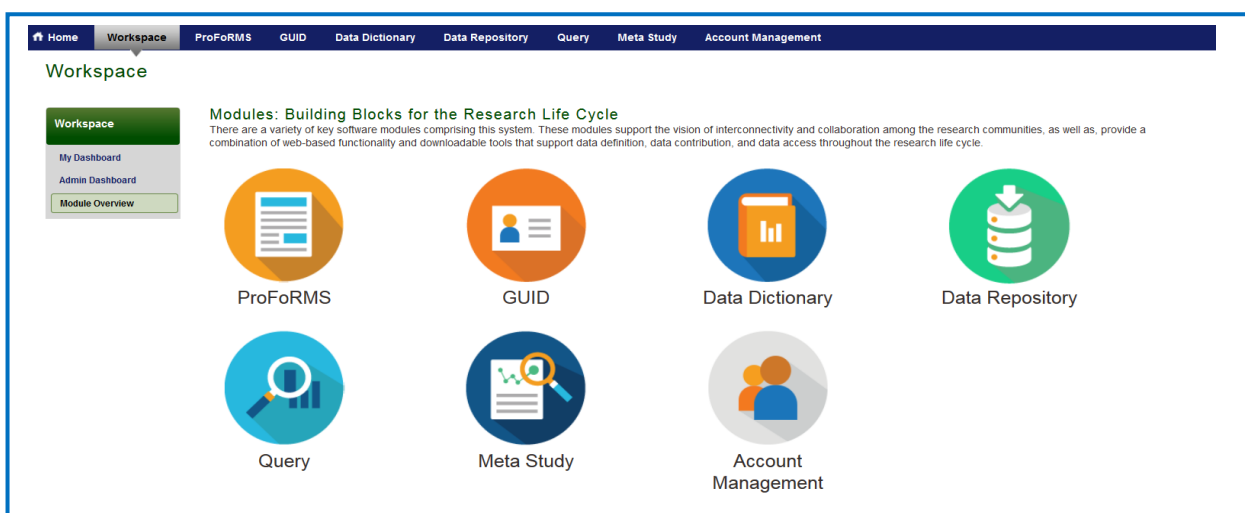 Home Workspace ProFoRMS GUID Data Dictionary Data Repository Query Meta Study Account Management
Workspace
Workspace
My Dashboard
Admin Dashboard
Module Overview
Modules: Building Blocks for the Research Life Cycle
There are a variety of key software modules comprising this system. These modules support the vision of interconnectivity and collaboration among the research communities, as well as, provide a
combination of web-based functionality and downloadable tools that support data definition, data contribution, and data access throughout the research life cycle.
ProFoRMS GUID Data Dictionary Data Repository
Query Meta Study Account
Management